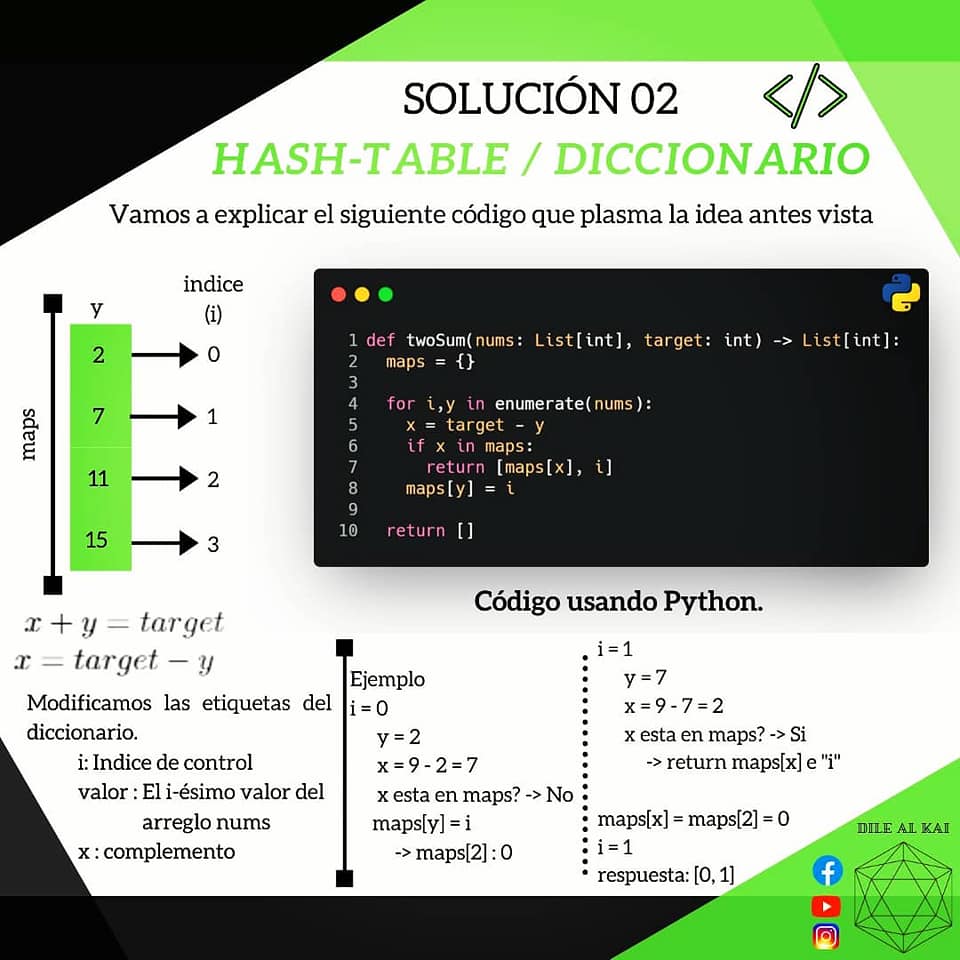 SOLUCIÓN 02
</>
HASH-TABLE / DICCIONARIO
Vamos a explicar el siguiente código que plasma la idea antes vista
maps
y
indice
(i)
2
0
7
1
11
2
15
3
x + y = target
x = target − y
Modificamos las etiquetas del
diccionario.
i: Indice de control
valor : El i-ésimo valor del
arreglo nums
x : complemento
1 def twoSum(nums: List[int], target: int) -> List[int]:
2   maps = {}
3
4   for i,y in enumerate(nums):
5     x = target - y
6     if x in maps:
7       return [maps[x], i]
8     maps[y] = i
9
10   return []
Código usando Python.
Ejemplo
i = 0
y = 2
x = 9 - 2 = 7
x esta en maps? -> No
maps[y] = i
-> maps[2] : 0
i = 1
y = 7
x = 9 - 7 = 2
x esta en maps? -> Si
-> return maps[x] e "i"
maps[x] = maps[2] = 0
i = 1
respuesta: [0, 1]
DILE AL KAI